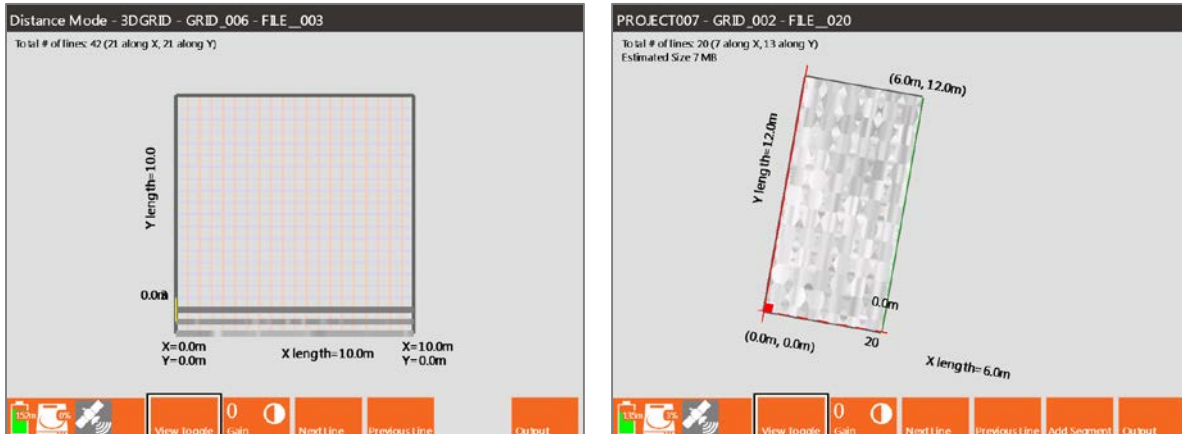 Distance Mode - 3DGRID - GRID_006 - FILE__003
Total # of lines: 42 (21 along X, 21 along Y)
Y length=10.0
X=0.0m
Y=0.0m
X length=10.0m
X=10.0m
Y=0.0m
152m
0%
View Toggle
0
Gain
Next Line
Previous Line
Output
PROJECT007 - GRID_002 - FILE__020
Total # of lines: 20 (7 along X, 13 along Y)
Estimated Size 7 MB
(6.0m, 12.0m)
Y length=12.0m
0.0m
(0.0m, 0.0m)
20
X length=6.0m
135m
3%
View Toggle
0
Gain
Next Line
Previous Line
Add Segment
Output